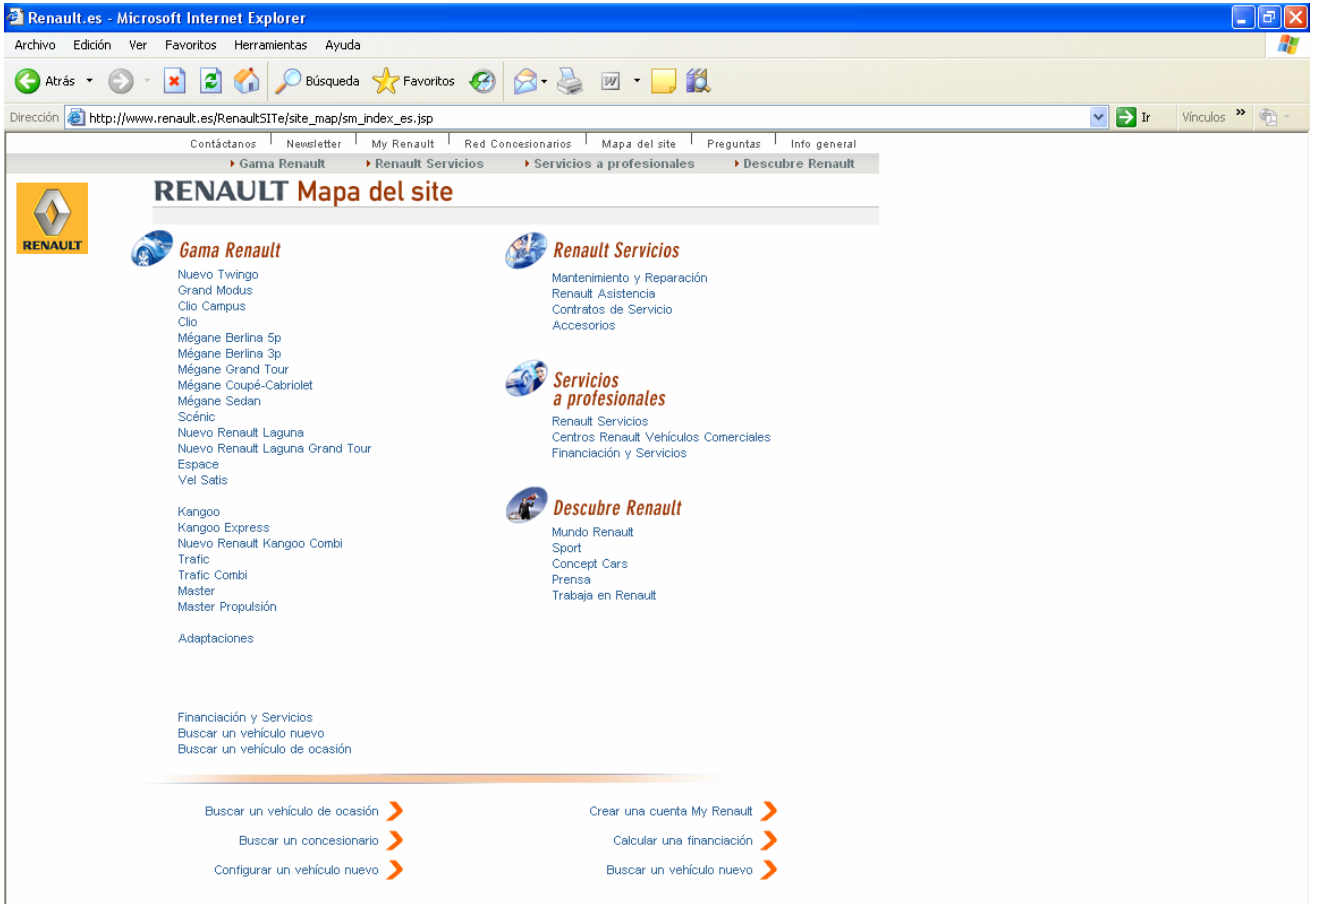 Renault.es - Microsoft Internet Explorer
Archivo Edición Ver Favoritos Herramientas Ayuda
Atrás Búsqueda Favoritos
Dirección http://www.renault.es/RenaultSITe/site_map/sm_index_es.jsp Ir Vínculos »
Contáctanos Newsletter My Renault Red Concesionarios Mapa del site Preguntas Info general
Gama Renault Renault Servicios Servicios a profesionales Descubre Renault
RENAULT Mapa del site
RENAULT
Gama Renault
Nuevo Twingo
Grand Modus
Clio Campus
Clio
Mégane Berlina 5p
Mégane Berlina 3p
Mégane Grand Tour
Mégane Coupé-Cabriolet
Mégane Sedan
Scénic
Nuevo Renault Laguna
Nuevo Renault Laguna Grand Tour
Espace
Vel Satis
Kangoo
Kangoo Express
Nuevo Renault Kangoo Combi
Trafic
Trafic Combi
Master
Master Propulsión
Adaptaciones
Financiación y Servicios
Buscar un vehículo nuevo
Buscar un vehículo de ocasión
Renault Servicios
Mantenimiento y Reparación
Renault Asistencia
Contratos de Servicio
Accesorios
Servicios
a profesionales
Renault Servicios
Centros Renault Vehículos Comerciales
Financiación y Servicios
Descubre Renault
Mundo Renault
Sport
Concept Cars
Prensa
Trabaja en Renault
Buscar un vehículo de ocasión
Buscar un concesionario
Configurar un vehículo nuevo
Crear una cuenta My Renault
Calcular una financiación
Buscar un vehículo nuevo